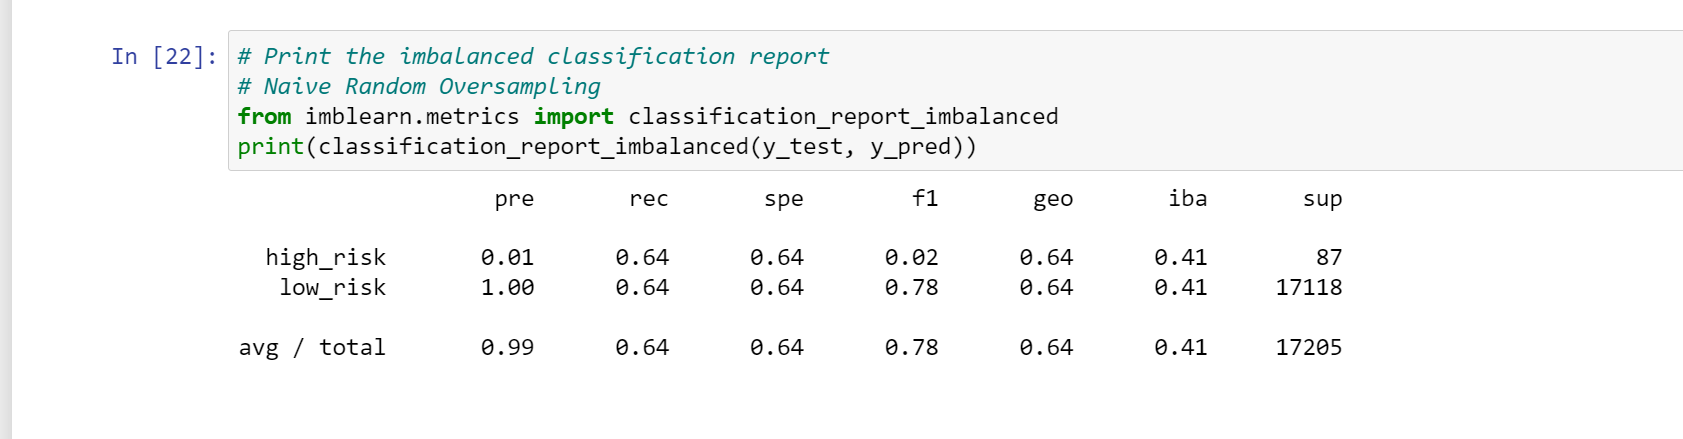 In [22]: # Print the imbalanced classification report
# Naive Random Oversampling
from imblearn.metrics import classification_report_imbalanced
print(classification_report_imbalanced(y_test, y_pred))
pre rec spe f1 geo iba sup
high_risk 0.01 0.64 0.64 0.02 0.64 0.41 87
low_risk 1.00 0.64 0.64 0.78 0.64 0.41 17118
avg / total 0.99 0.64 0.64 0.78 0.64 0.41 17205